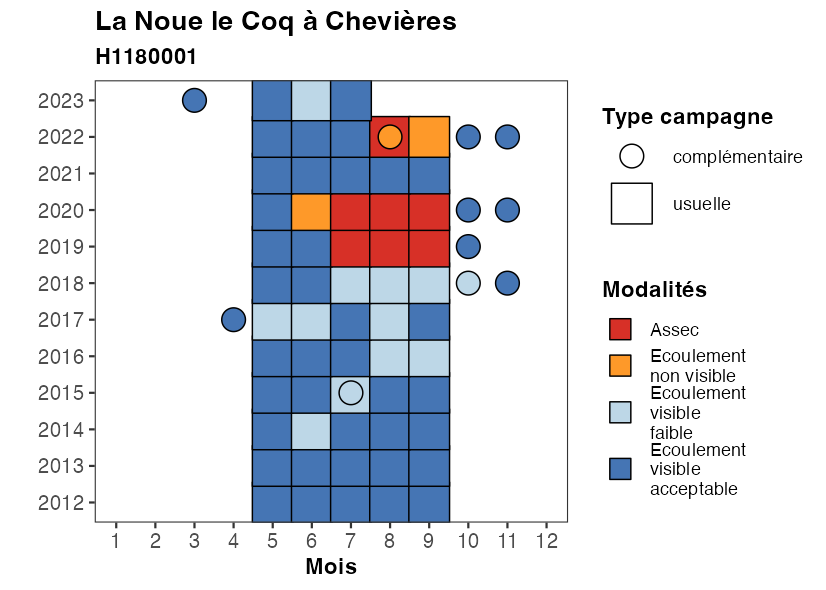 La Noue le Coq à Chevières
H1180001
2023
2022
2021
2020
2019
2018
2017
2016
2015
2014
2013
2012
1 2 3 4 5 6 7 8 9 10 11 12
Mois
Type campagne
complémentaire
usuelle
Modalités
Assec
Ecoulement
non visible
Ecoulement
visible
faible
Ecoulement
visible
acceptable